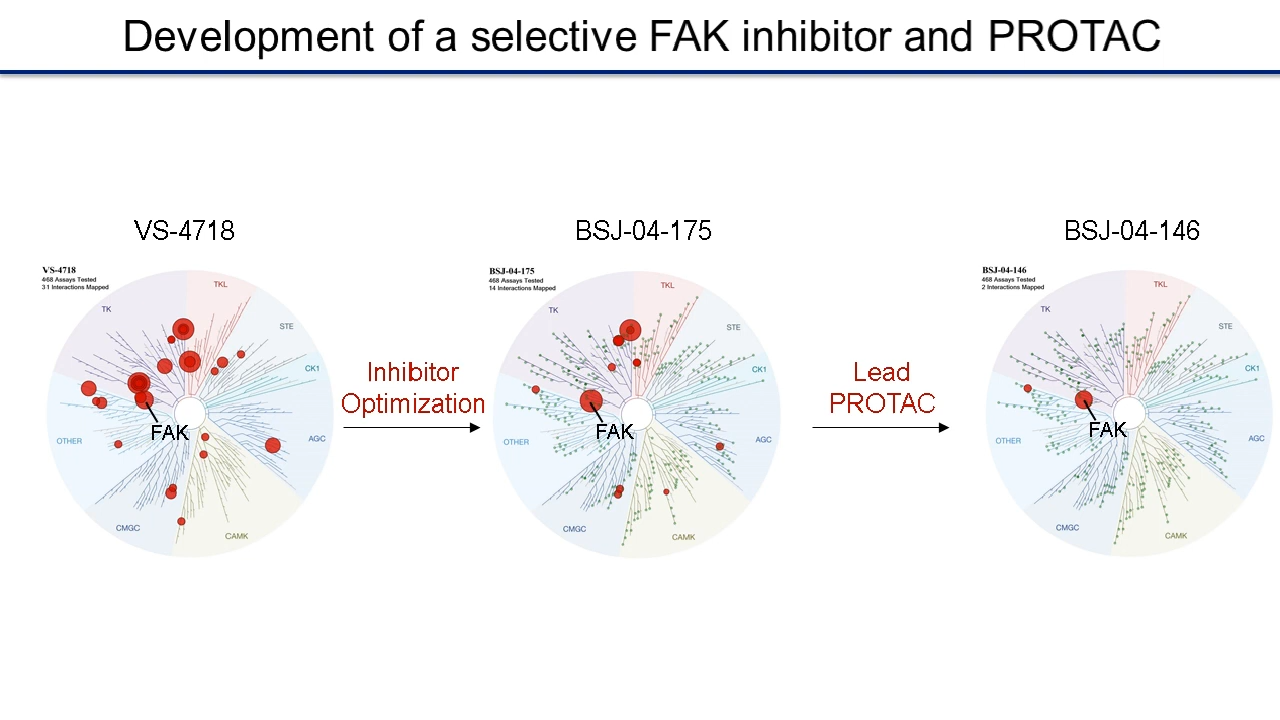 Development of a selective FAK inhibitor and PROTAC
VS-4718
VS-4718
468 Assays Tested
31 Interactions Mapped
TK
TKL
STE
CK1
AGC
CAMK
CMGC
OTHER
FAK
Inhibitor
Optimization
BSJ-04-175
BSJ-04-175
468 Assays Tested
14 Interactions Mapped
TK
TKL
STE
CK1
AGC
CAMK
CMGC
OTHER
FAK
Lead
PROTAC
BSJ-04-146
BSJ-04-146
468 Assays Tested
2 Interactions Mapped
TK
TKL
STE
CK1
AGC
CAMK
CMGC
OTHER
FAK